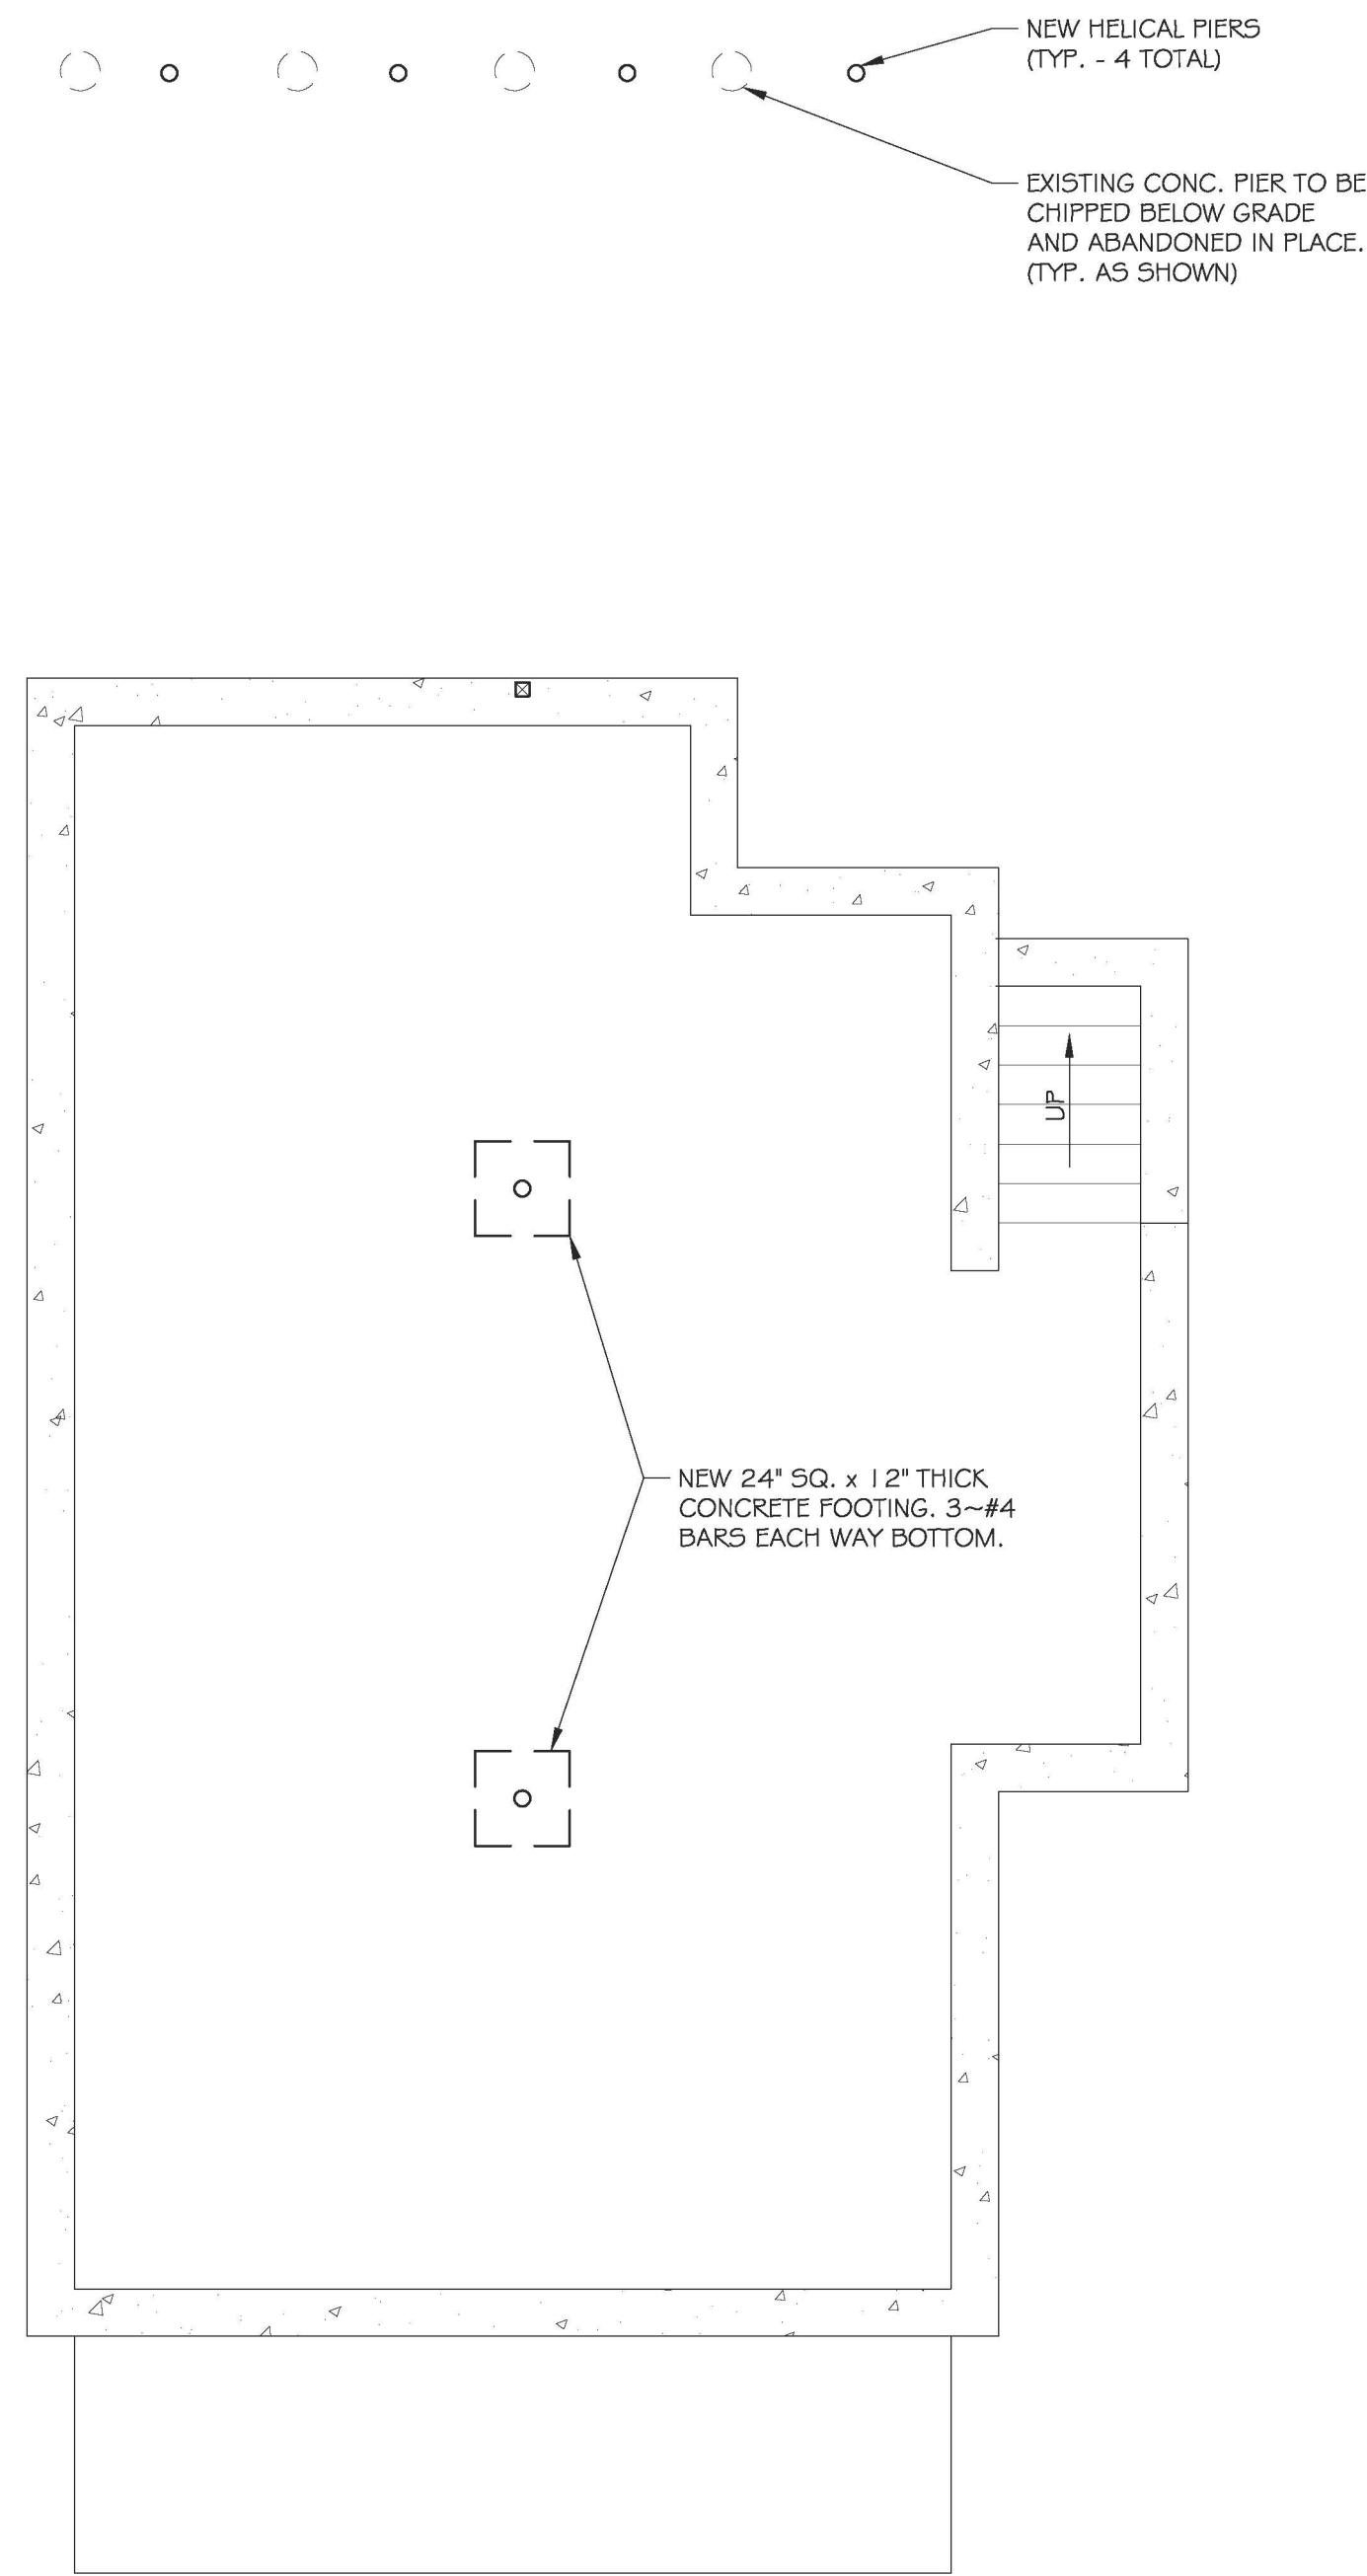 NEW HELICAL PIERS
(TYP. - 4 TOTAL)
EXISTING CONC. PIER TO BE
CHIPPED BELOW GRADE
AND ABANDONED IN PLACE.
(TYP. AS SHOWN)
UP
NEW 24" SQ. x 12" THICK
CONCRETE FOOTING. 3~#4
BARS EACH WAY BOTTOM.